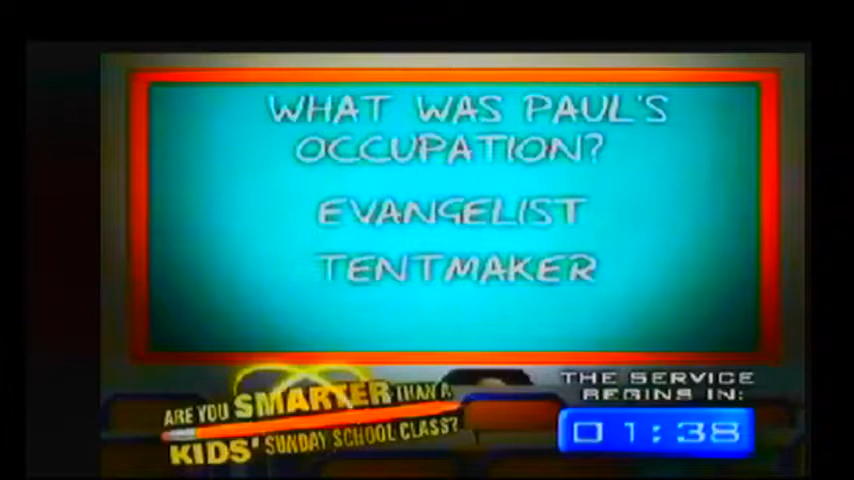 WHAT WAS PAUL'S
OCCUPATION?
EVANGELIST
TENTMAKER
ARE YOU SMARTER THAN A
KIDS' SUNDAY SCHOOL CLASS?
THE SERVICE
BEGINS IN:
01:38